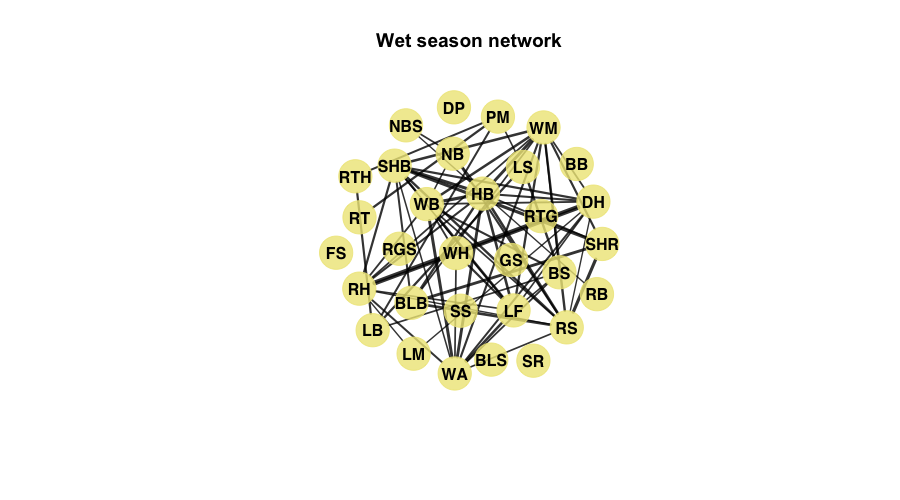 Wet season network
DP
PM
NBS
WM
NB
SHB
LS
BB
RTH
HB
WB
DH
RT
RTG
SHR
FS
RGS
WH
GS
BS
RH
RB
BLB
SS
LF
LB
RS
LM
BLS
SR
WA